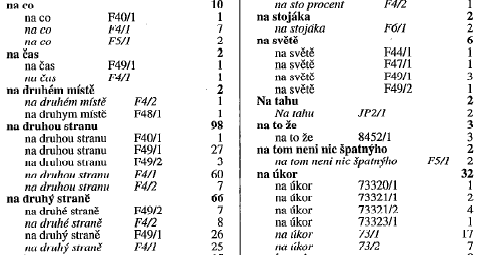 na co 10
na co F40/1 1
na co F4/1 7
na co F5/1 2
na čas 2
na čas F49/1 1
na čas F4/1 1
na druhém místě 2
na druhém místě F4/2 1
na druhym místě F48/1 1
na druhou stranu 98
na druhou stranu F40/1 1
na druhou stranu F49/1 27
na druhou stranu F49/2 3
na druhou stranu F4/1 60
na druhou stranu F4/2 7
na druhý straně 66
na druhé straně F49/2 7
na druhé straně F4/2 8
na druhý straně F49/1 26
na druhý straně F4/1 25
na sto procent F4/2 1
na stojáka 2
na stojáka F6/1 2
na světě 6
na světě F44/1 1
na světě F47/1 1
na světě F49/1 3
na světě F49/2 1
Na tahu 2
Na tahu JP2/1 2
na to že 3
na to že 8452/1 3
na tom neni nic špatnýho 2
na tom neni nic špatnýho F5/1 2
na úkor 32
na úkor 73320/1 1
na úkor 73321/1 2
na úkor 73321/2 4
na úkor 73323/1 1
na úkor 73/1 17
na úkor 73/2 7